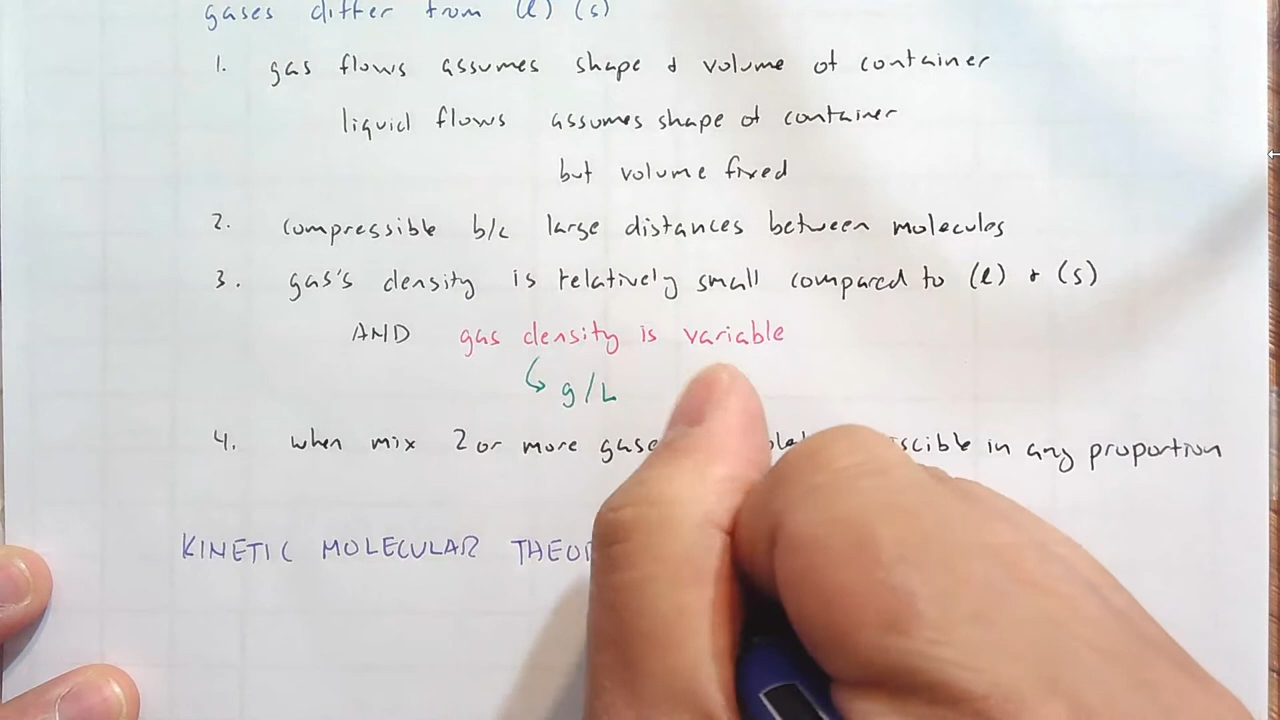 gases differ from (l) (s)
1. gas flows assumes shape & volume of container
liquid flows assumes shape of container
but volume fixed
2. compressible b/c large distances between molecules
3. gas's density is relatively small compared to (l) & (s)
AND gas density is variable
↳ g/L
4. when mix 2 or more in any proportion
KINETIC MOLECULAR